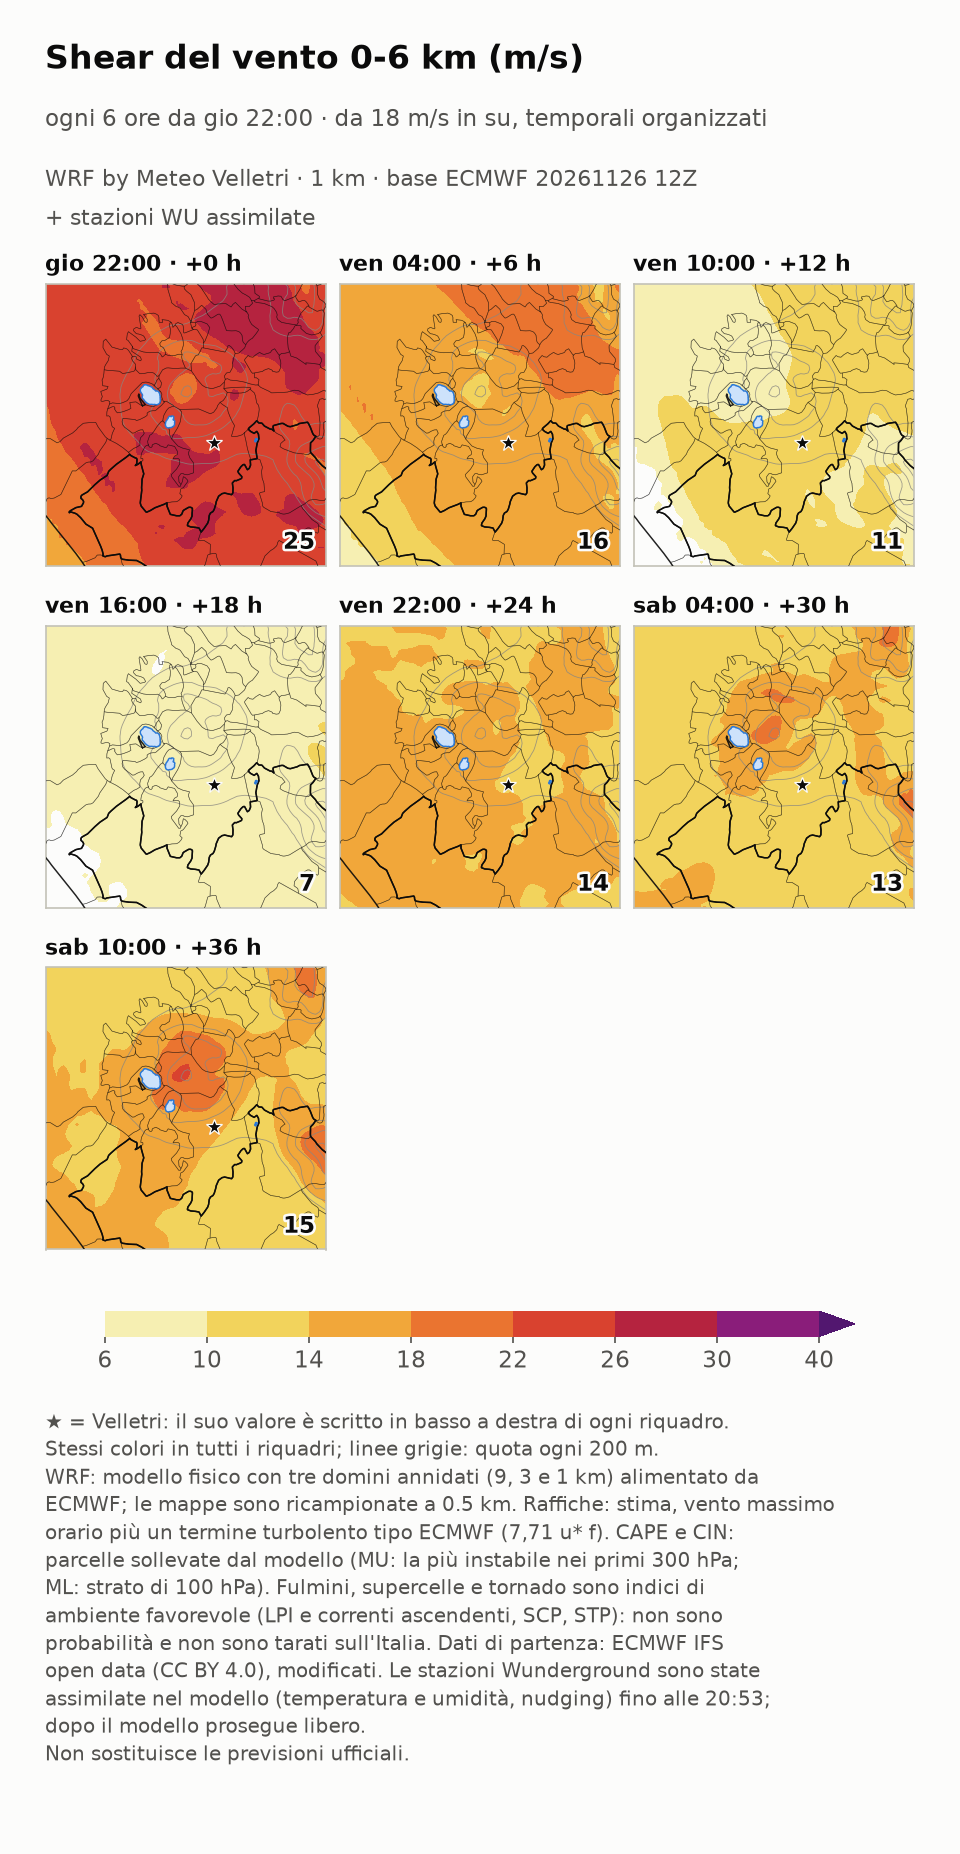 Shear del vento 0-6 km (m/s)
ogni 6 ore da gio 22:00 · da 18 m/s in su, temporali organizzati
WRF by Meteo Velletri · 1 km · base ECMWF 20261126 12Z
+ stazioni WU assimilate
gio 22:00 · +0 h
ven 04:00 · +6 h
ven 10:00 · +12 h
25
16
11
ven 16:00 · +18 h
ven 22:00 · +24 h
sab 04:00 · +30 h
7
14
13
sab 10:00 · +36 h
15
6 10 14 18 22 26 30 40
★ = Velletri: il suo valore è scritto in basso a destra di ogni riquadro.
Stessi colori in tutti i riquadri; linee grigie: quota ogni 200 m.
WRF: modello fisico con tre domini annidati (9, 3 e 1 km) alimentato da
ECMWF; le mappe sono ricampionate a 0.5 km. Raffiche: stima, vento massimo
orario più un termine turbolento tipo ECMWF (7,71 u* f). CAPE e CIN:
parcelle sollevate dal modello (MU: la più instabile nei primi 300 hPa;
ML: strato di 100 hPa). Fulmini, supercelle e tornado sono indici di
ambiente favorevole (LPI e correnti ascendenti, SCP, STP): non sono
probabilità e non sono tarati sull'Italia. Dati di partenza: ECMWF IFS
open data (CC BY 4.0), modificati. Le stazioni Wunderground sono state
assimilate nel modello (temperatura e umidità, nudging) fino alle 20:53;
dopo il modello prosegue libero.
Non sostituisce le previsioni ufficiali.